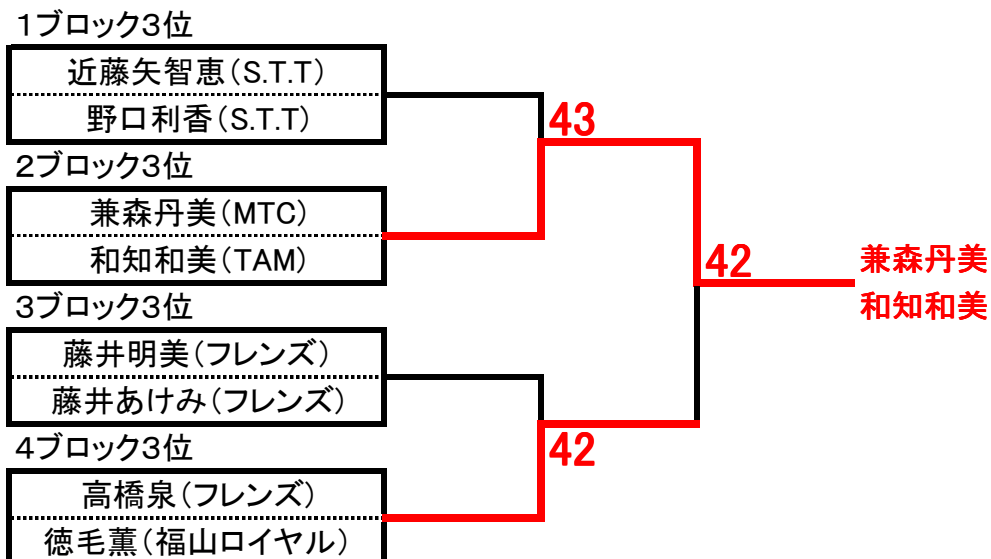 1ブロック3位
近藤矢智恵(S.T.T)
野口利香(S.T.T)
43
2ブロック3位
兼森丹美(MTC)
和知和美(TAM)
42
兼森丹美
和知和美
3ブロック3位
藤井明美(フレンズ)
藤井あけみ(フレンズ)
42
4ブロック3位
高橋泉(フレンズ)
徳毛薫(福山ロイヤル)